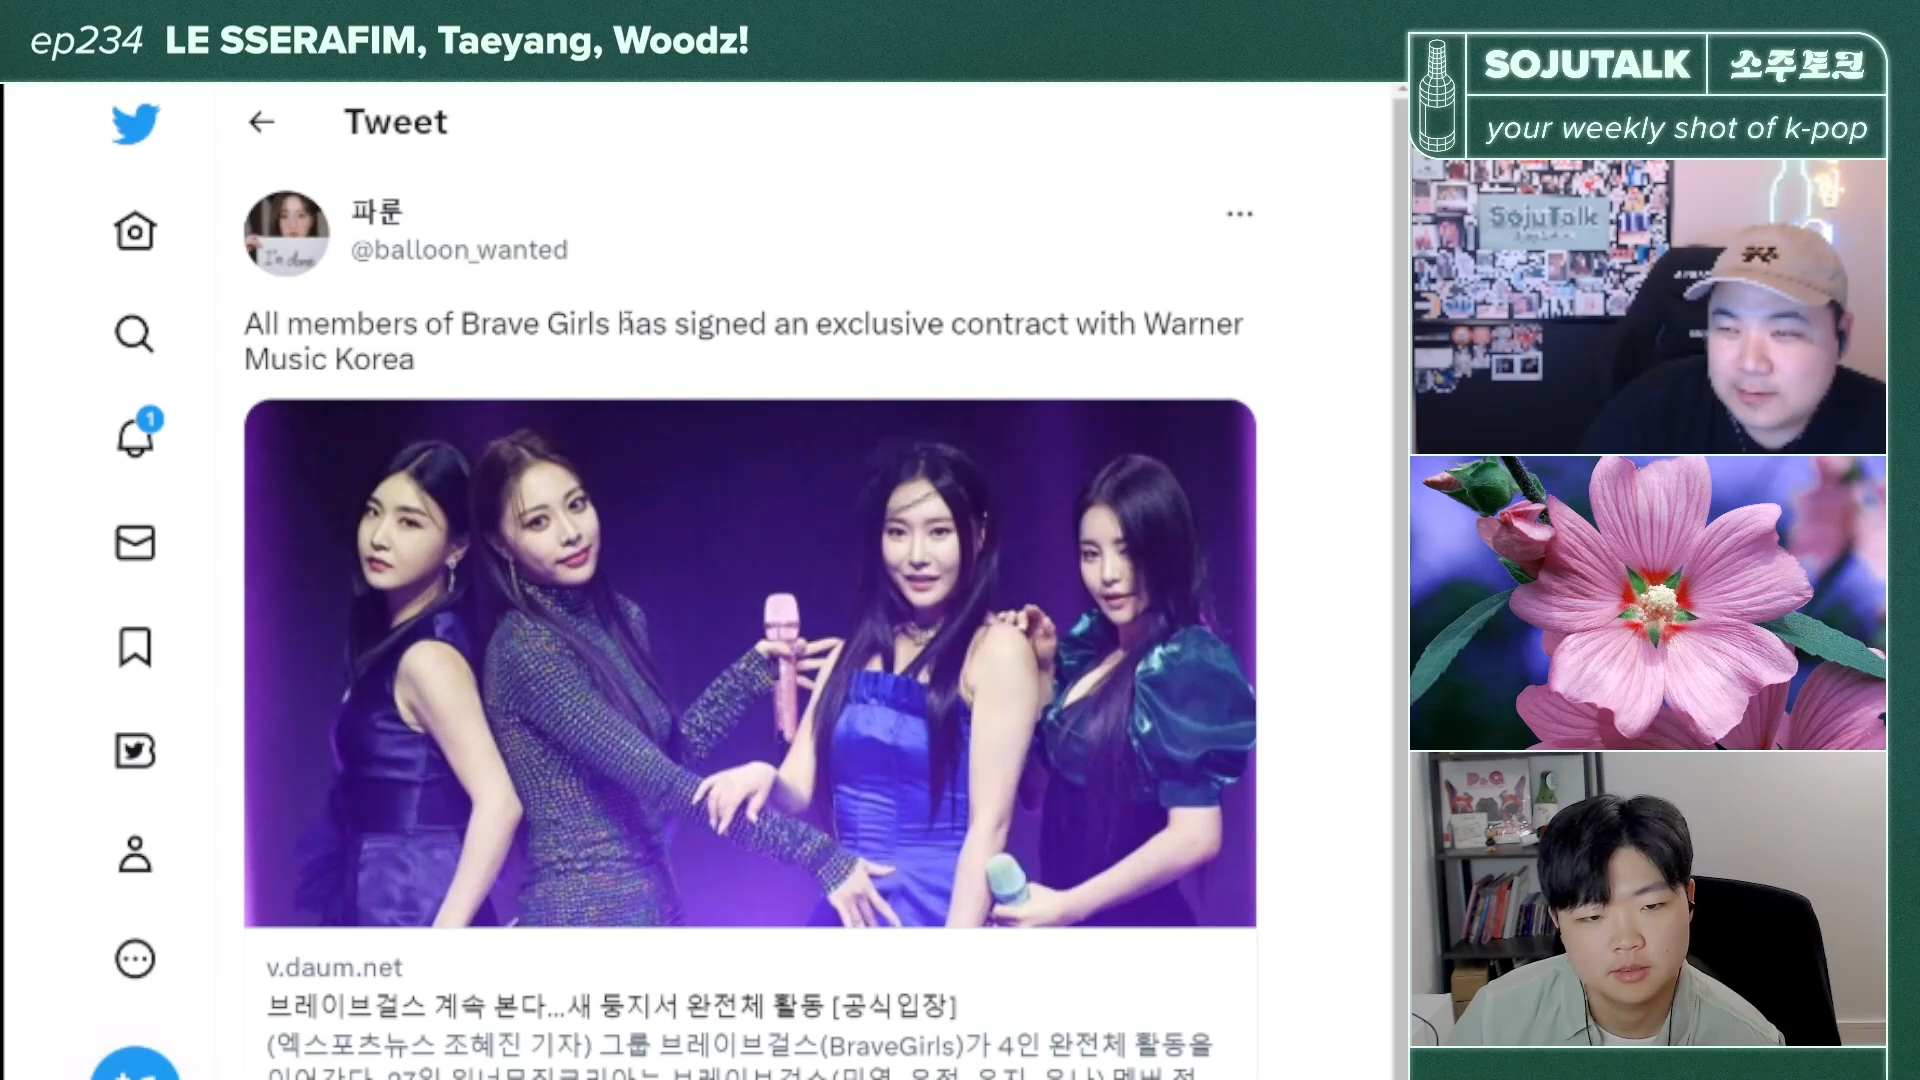 ep234 LE SSERAFIM, Taeyang, Woodz!
SOJUTALK 소주토크
your weekly shot of k-pop
Tweet
파룬
@balloon_wanted
I'm done
All members of Brave Girls has signed an exclusive contract with Warner
Music Korea
1
SojuTalk
v.daum.net
브레이브걸스 계속 본다...새 둥지서 완전체 활동 [공식입장]
(엑스포츠뉴스 조혜진 기자) 그룹 브레이브걸스(BraveGirls)가 4인 완전체 활동을